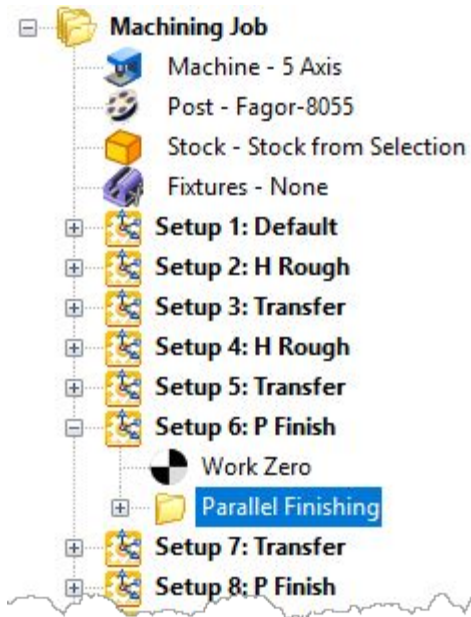 Machining Job
Machine - 5 Axis
Post - Fagor-8055
Stock - Stock from Selection
Fixtures - None
Setup 1: Default
Setup 2: H Rough
Setup 3: Transfer
Setup 4: H Rough
Setup 5: Transfer
Setup 6: P Finish
Work Zero
Parallel Finishing
Setup 7: Transfer
Setup 8: P Finish